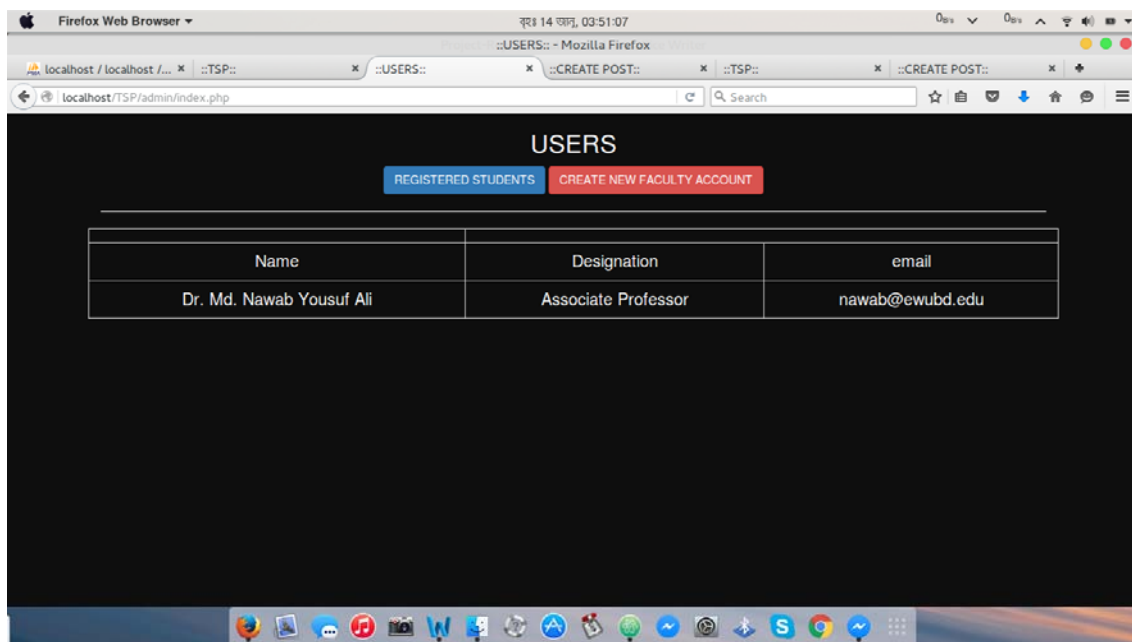 Firefox Web Browser
বৃহঃ 14 জানু, 03:51:07
::USERS:: - Mozilla Firefox
localhost / localhost /...
::TSP::
::USERS::
::CREATE POST::
::TSP::
::CREATE POST::
localhost/TSP/admin/index.php
Search
USERS
REGISTERED STUDENTS
CREATE NEW FACULTY ACCOUNT
Name Designation email
Dr. Md. Nawab Yousuf Ali Associate Professor nawab@ewubd.edu